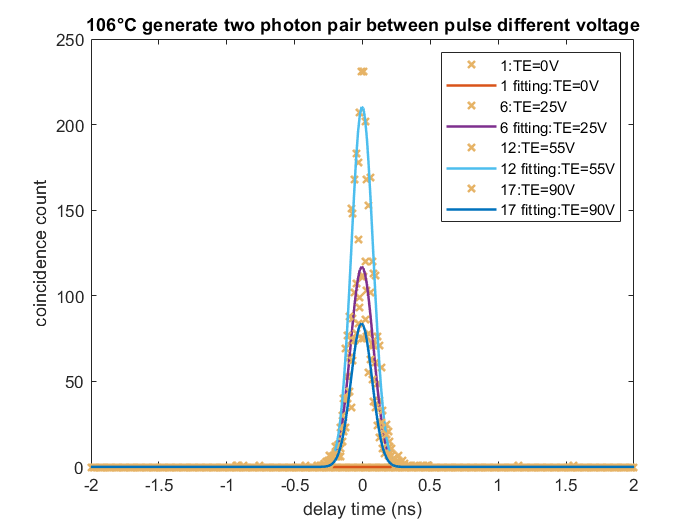 106°C generate two photon pair between pulse different voltage
250
200
150
100
50
0
coincidence count
1:TE=0V
1 fitting:TE=0V
6:TE=25V
6 fitting:TE=25V
12:TE=55V
12 fitting:TE=55V
17:TE=90V
17 fitting:TE=90V
-2 -1.5 -1 -0.5 0 0.5 1 1.5 2
delay time (ns)